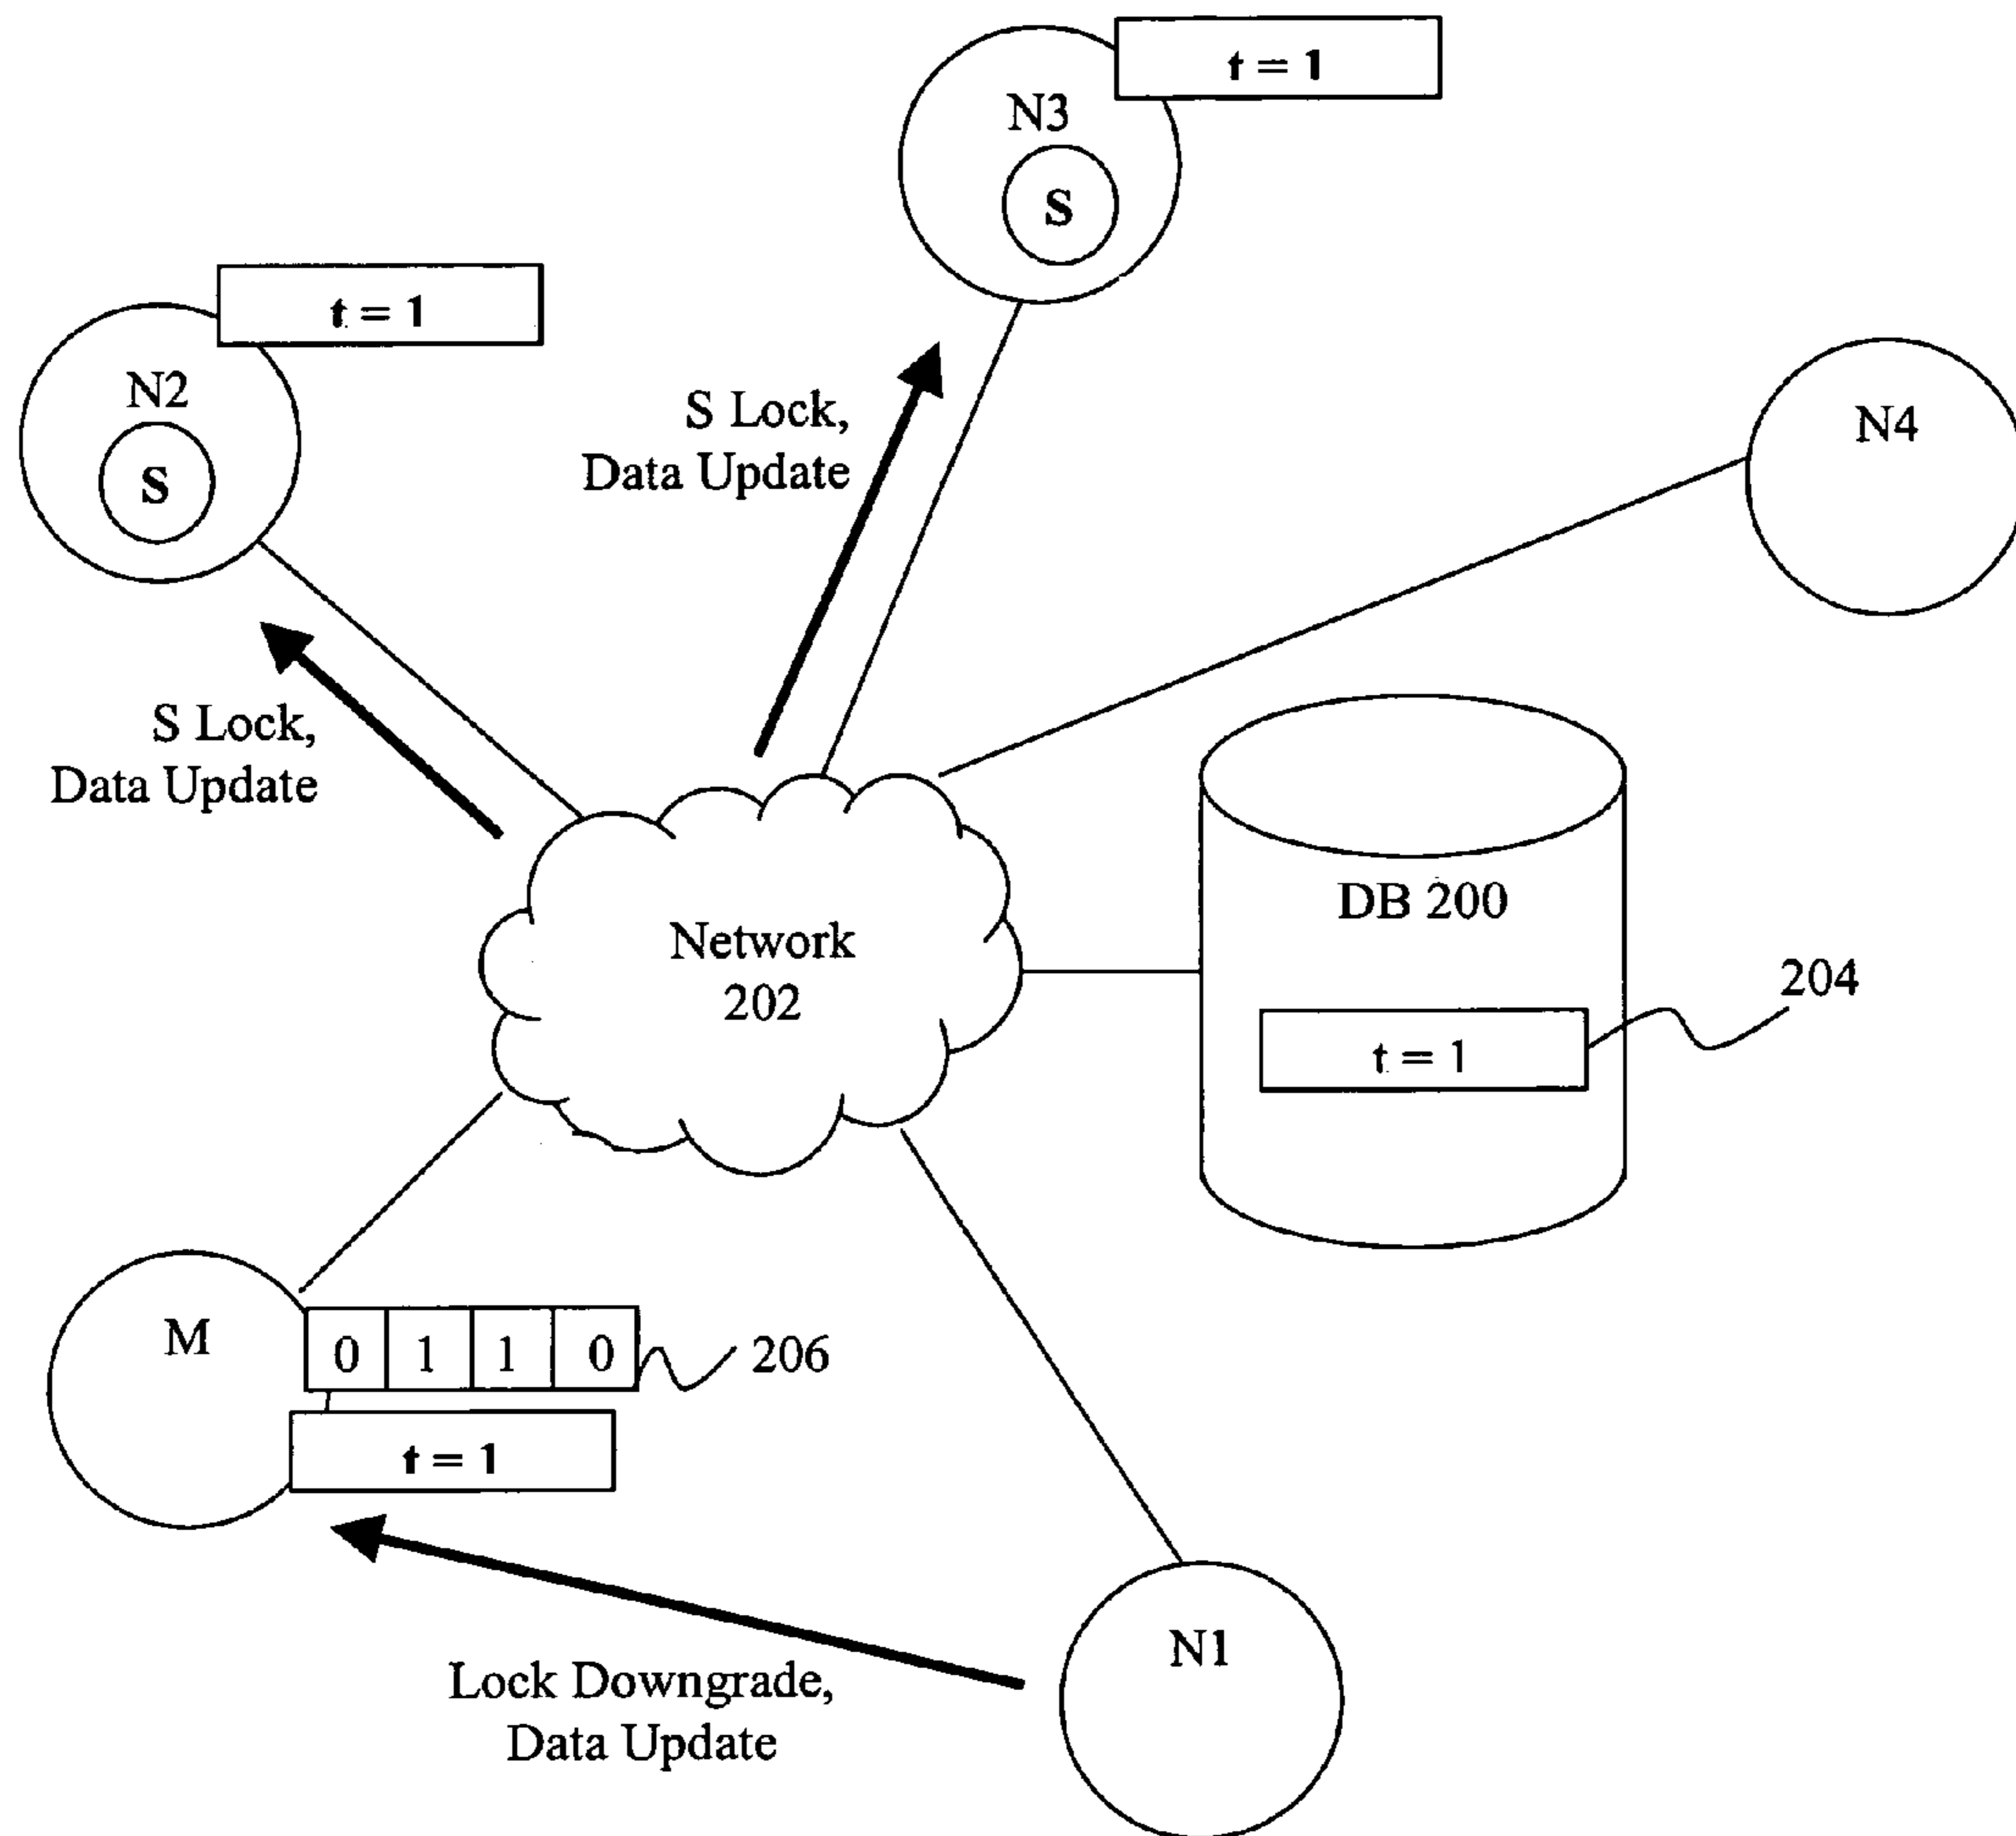 t = 1
N3
S
t = 1
N2
S
S Lock,
Data Update
N4
S Lock,
Data Update
DB 200
Network
202
204
t = 1
M
0 1 1 0
206
t = 1
N1
Lock Downgrade,
Data Update